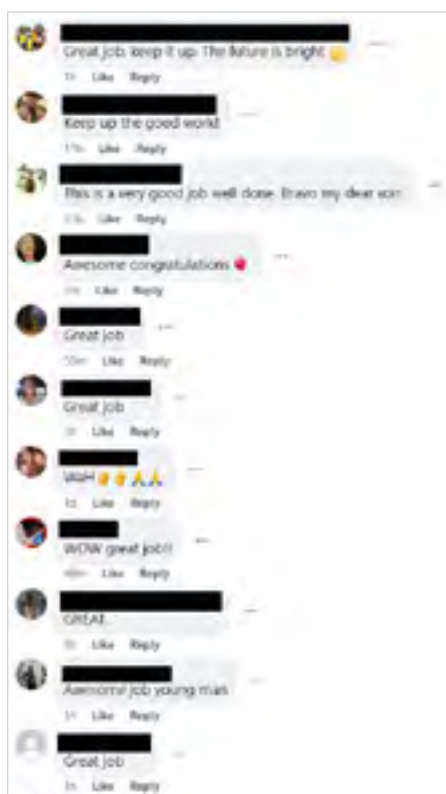 Great job, keep it up. The future is bright
Like Reply
Keep up the good work!
Like Reply
This is a very good job well done. Bravo my dear son
Like Reply
Awesome congratulations
Like Reply
Great Job
Like Reply
Great Job
Like Reply
Like Reply
WOW great job!!
Like Reply
GREAT
Like Reply
Awesome job young man
Like Reply
Great Job
Like Reply